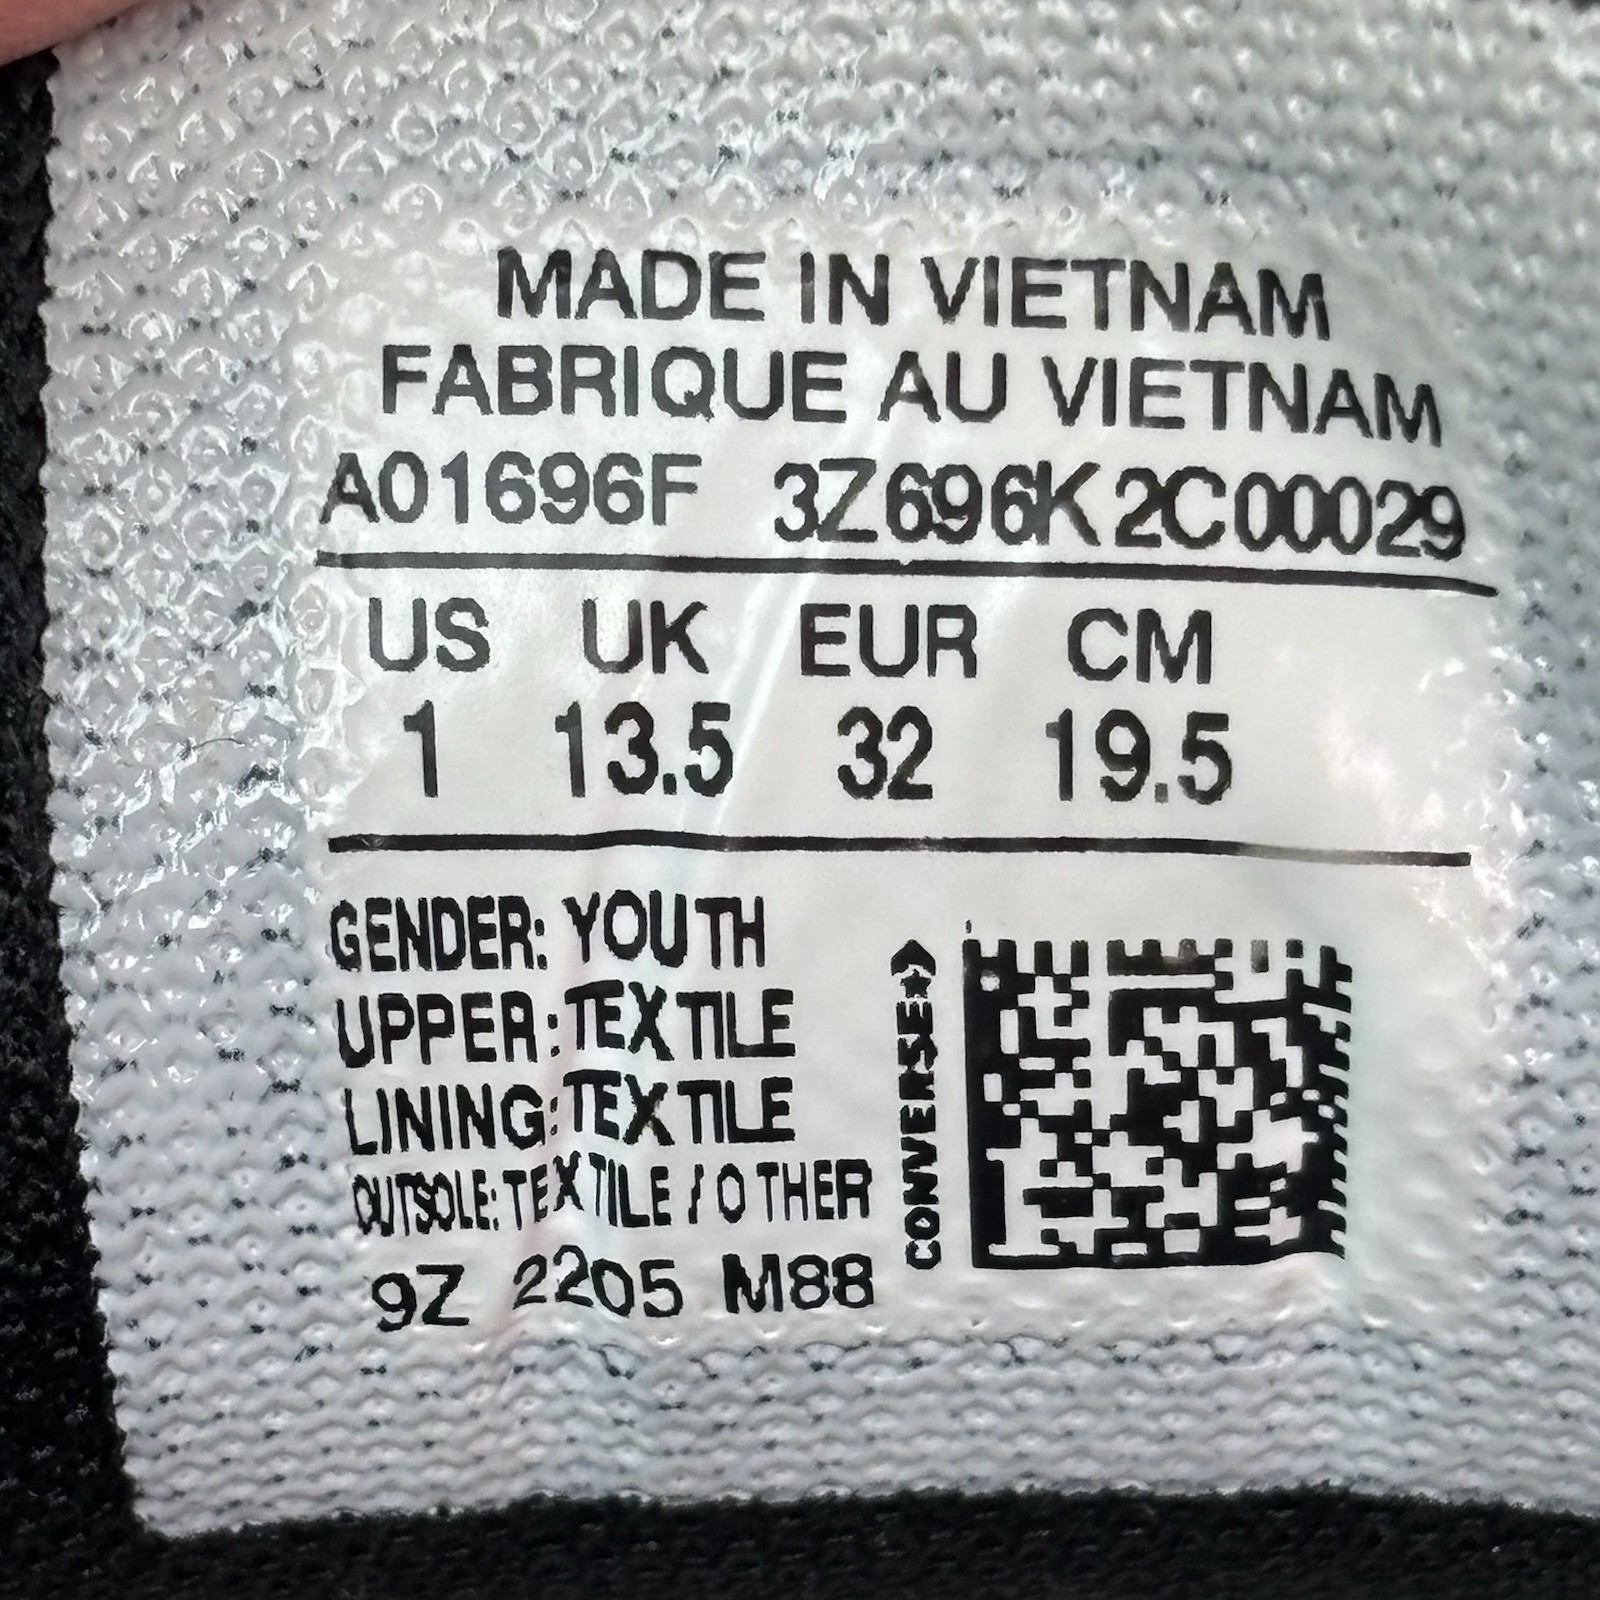 MADE IN VIETNAM
FABRIQUE AU VIETNAM
A01696F 3Z696K2C00029
US UK EUR CM
1 13.5 32 19.5
GENDER: YOUTH
UPPER: TEXTILE
LINING: TEXTILE
OUTSOLE: TEXTILE / OTHER
9Z 2205 M88
CONVERSE